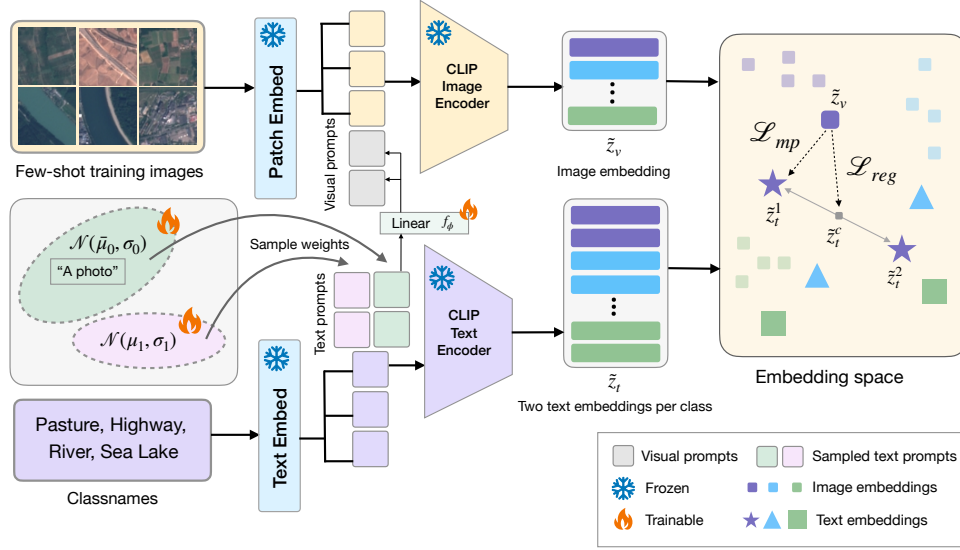 Few-shot training images
Patch Embed
Visual prompts
CLIP
Image
Encoder
z̃_v
Image embedding
z̃_v
ℒ_mp
ℒ_reg
z̃_t^1
z̃_t^c
z̃_t^2
Embedding space
𝒩(μ̄₀, σ₀)
"A photo"
𝒩(μ₁, σ₁)
Sample weights
Linear f_ϕ
Text prompts
CLIP
Text
Encoder
z̃_t
Two text embeddings per class
Pasture, Highway,
River, Sea Lake
Classnames
Text Embed
Visual prompts
Sampled text prompts
Frozen
Image embeddings
Trainable
Text embeddings